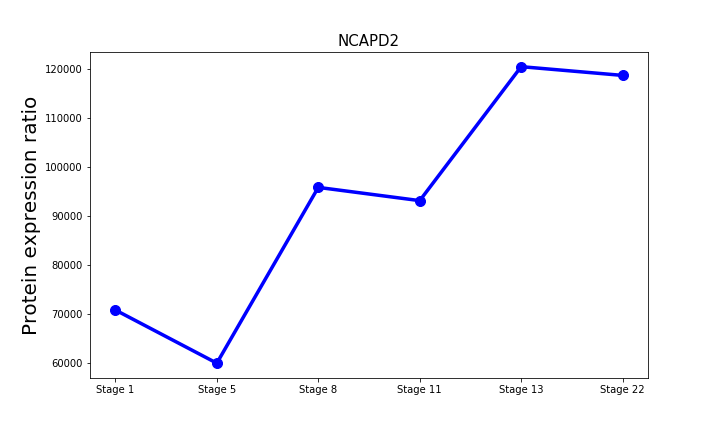 NCAPD2
Protein expression ratio
120000
110000
100000
90000
80000
70000
60000
Stage 1
Stage 5
Stage 8
Stage 11
Stage 13
Stage 22